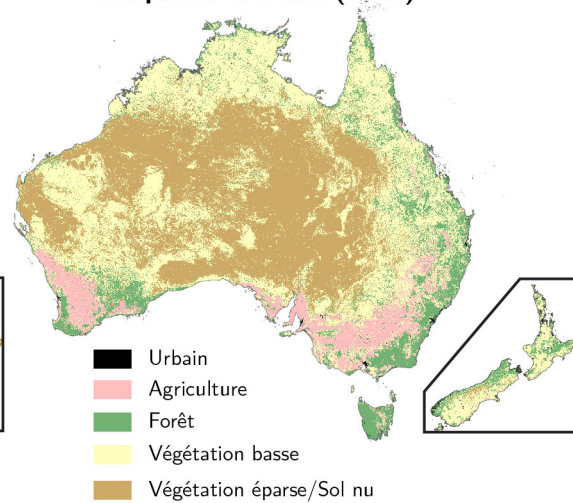 Urbain
Agriculture
Forêt
Végétation basse
Végétation éparse/Sol nu